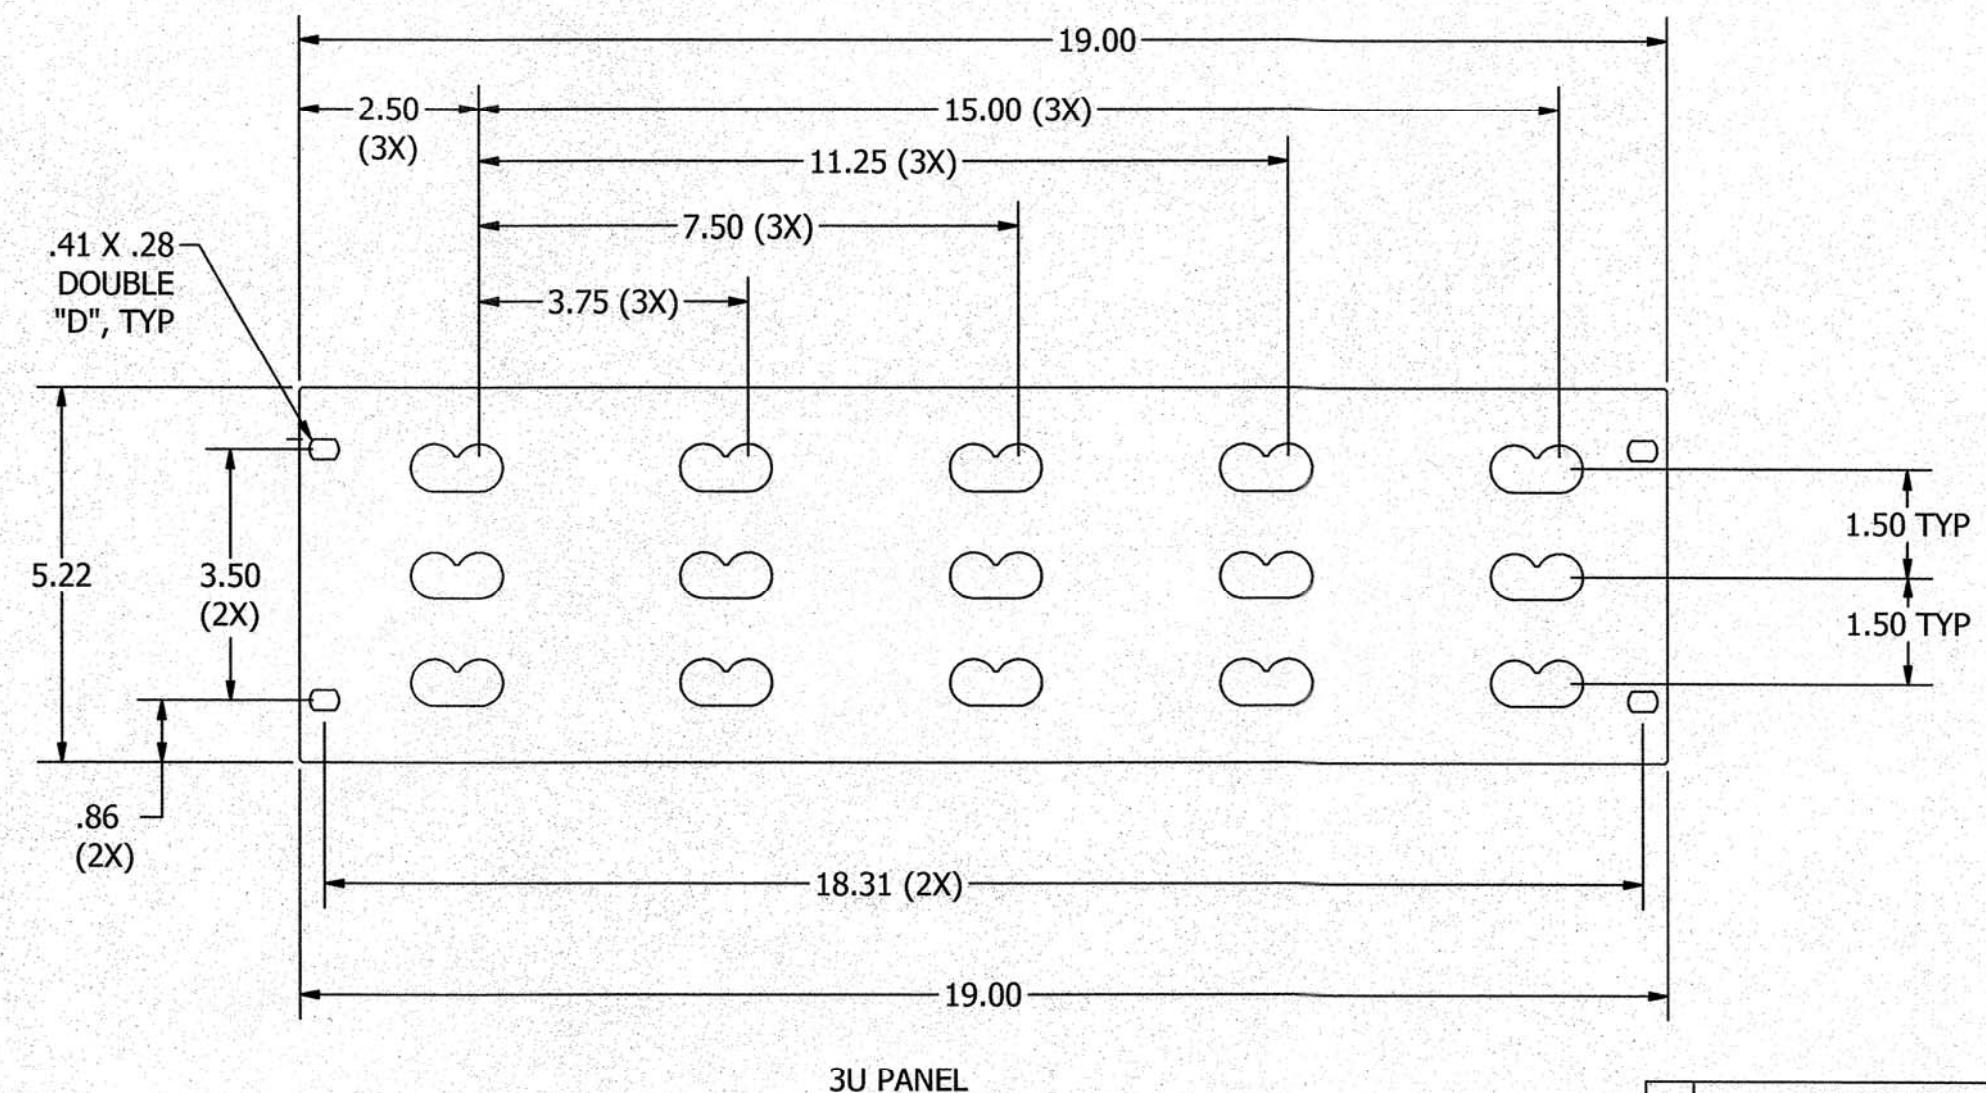 19.00
2.50
(3X)
15.00 (3X)
11.25 (3X)
7.50 (3X)
3.75 (3X)
.41 X .28
DOUBLE
"D", TYP
5.22
3.50
(2X)
1.50 TYP
1.50 TYP
.86
(2X)
18.31 (2X)
19.00
3U PANEL